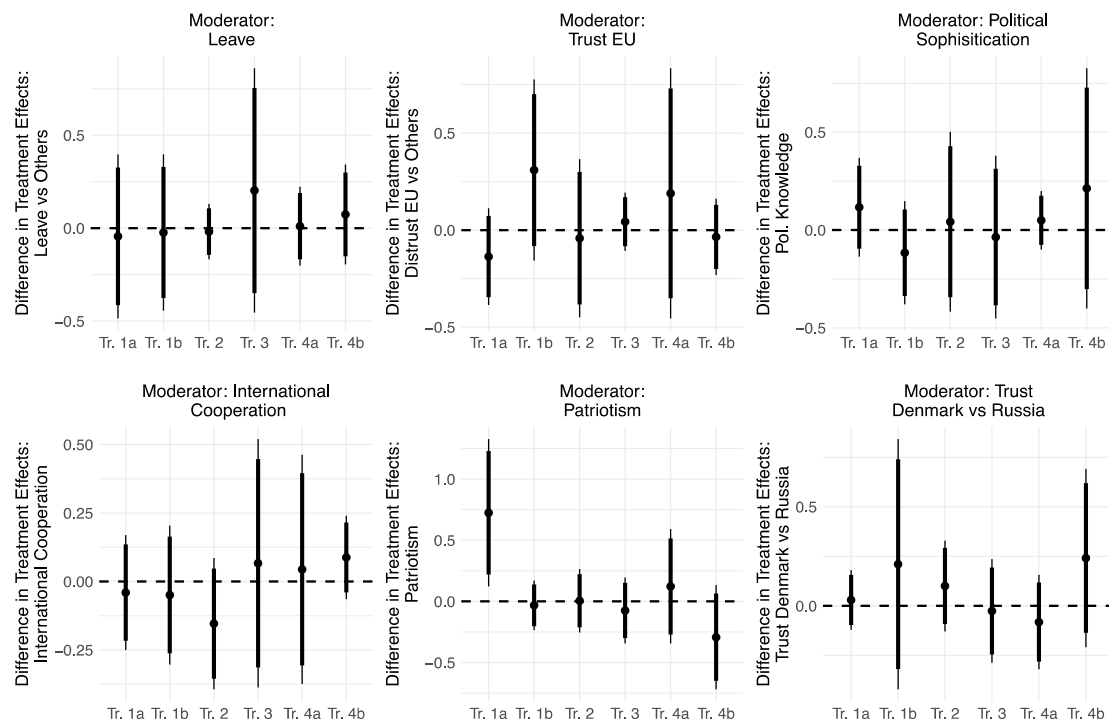 Moderator:
Leave
Difference in Treatment Effects:
Leave vs Others
0.5
0.0
−0.5
Tr. 1a Tr. 1b Tr. 2 Tr. 3 Tr. 4a Tr. 4b
Moderator:
Trust EU
Difference in Treatment Effects:
Distrust EU vs Others
0.5
0.0
−0.5
Tr. 1a Tr. 1b Tr. 2 Tr. 3 Tr. 4a Tr. 4b
Moderator: Political
Sophisitication
Difference in Treatment Effects:
Pol. Knowledge
0.5
0.0
−0.5
Tr. 1a Tr. 1b Tr. 2 Tr. 3 Tr. 4a Tr. 4b
Moderator: International
Cooperation
Difference in Treatment Effects:
International Cooperation
0.50
0.25
0.00
−0.25
Tr. 1a Tr. 1b Tr. 2 Tr. 3 Tr. 4a Tr. 4b
Moderator:
Patriotism
Difference in Treatment Effects:
Patriotism
1.0
0.5
0.0
−0.5
Tr. 1a Tr. 1b Tr. 2 Tr. 3 Tr. 4a Tr. 4b
Moderator: Trust
Denmark vs Russia
Difference in Treatment Effects:
Trust Denmark vs Russia
0.5
0.0
Tr. 1a Tr. 1b Tr. 2 Tr. 3 Tr. 4a Tr. 4b